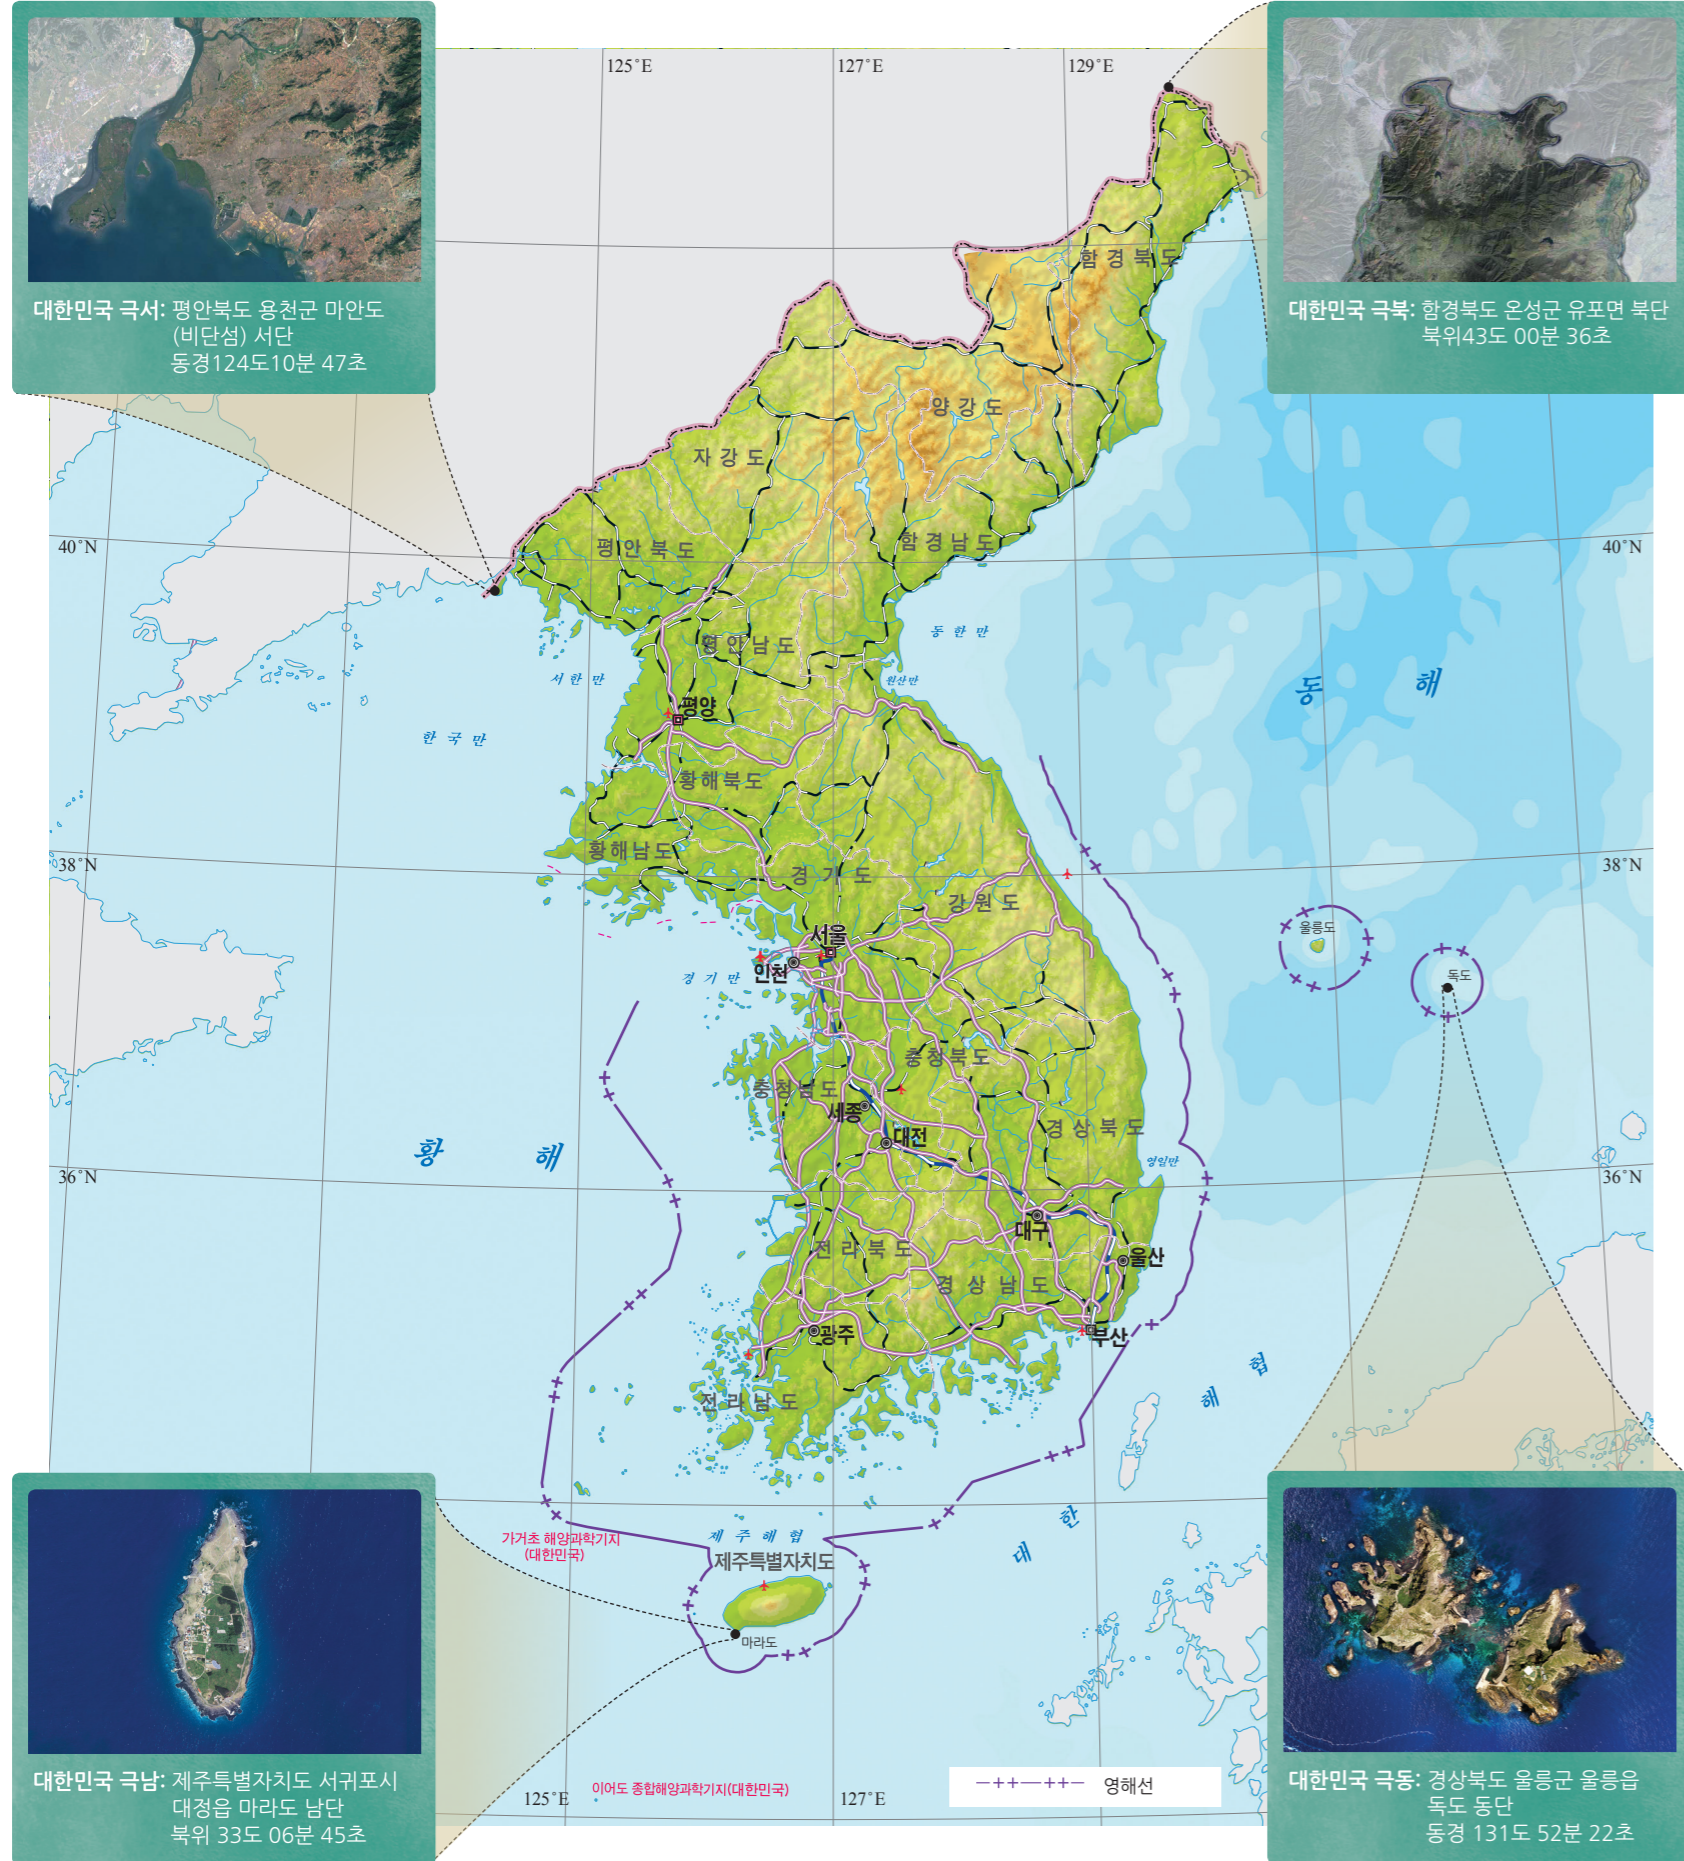 대한민국 극서: 평안북도 용천군 마안도
(비단섬) 서단
동경124도10분 47초
대한민국 극북: 함경북도 온성군 유포면 북단
북위43도 00분 36초
125°E
127°E
129°E
함경북도
양강도
자강도
평안북도
함경남도
40°N
40°N
평안남도
동한만
서한만
원산만
동 해
평양
한국만
황해북도
황해남도
38°N
38°N
경기도
강원도
서울
인천
경기만
울릉도
독도
충청북도
충청남도
세종
대전
경상북도
영일만
황 해
36°N
36°N
대구
울산
전라북도
경상남도
광주
부산
전라남도
대한해협
가거초 해양과학기지
(대한민국)
제주해협
제주특별자치도
마라도
이어도 종합해양과학기지(대한민국)
125°E
127°E
영해선
대한민국 극남: 제주특별자치도 서귀포시
대정읍 마라도 남단
북위 33도 06분 45초
대한민국 극동: 경상북도 울릉군 울릉읍
독도 동단
동경 131도 52분 22초